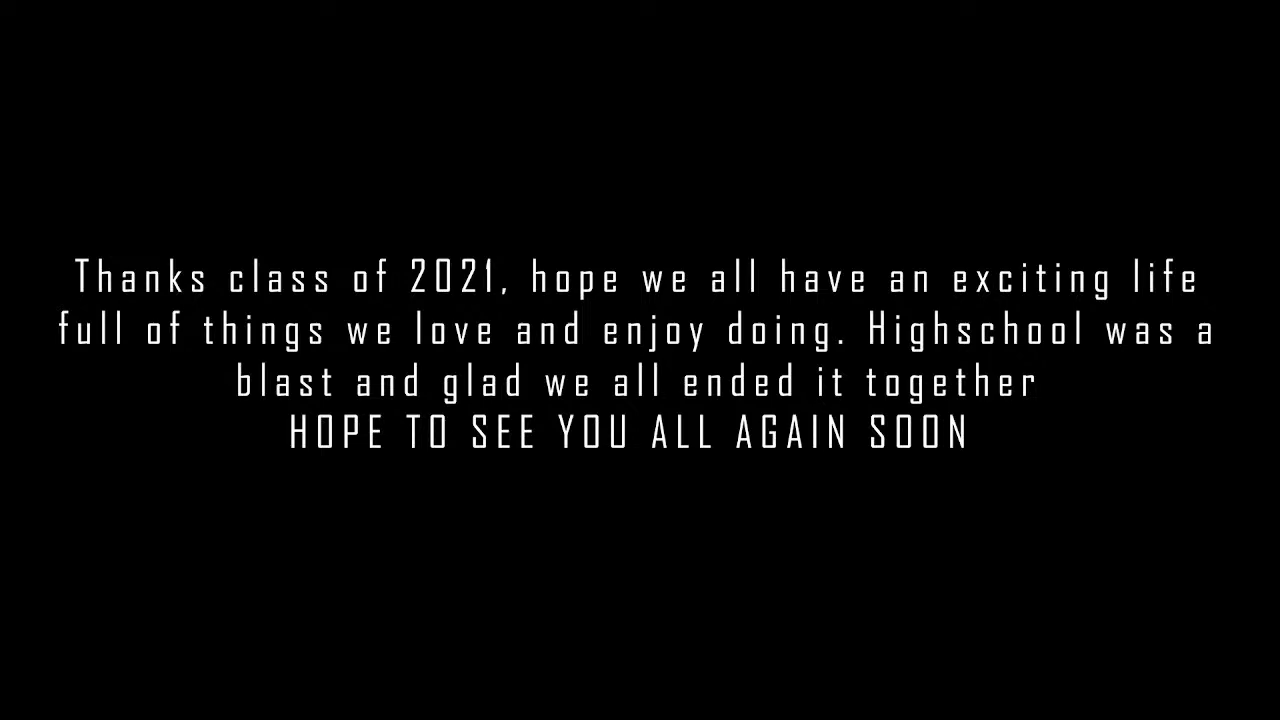 Thanks class of 2021, hope we all have an exciting life
full of things we love and enjoy doing. Highschool was a
blast and glad we all ended it together
HOPE TO SEE YOU ALL AGAIN SOON